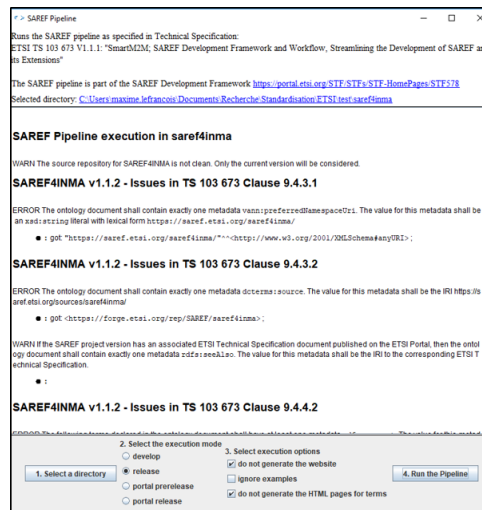 SAREF Pipeline
Runs the SAREF pipeline as specified in Technical Specification:
ETSI TS 103 673 V1.1.1: "SmartM2M; SAREF Development Framework and Workflow, Streamlining the Development of SAREF and
its Extensions"
The SAREF pipeline is part of the SAREF Development Framework https://portal.etsi.org/STF/STFs/STF-HomePages/STF578
Selected directory: C:\Users\maxime.lefrancois\Documents\Recherche\Standardisation\ETSI\test\saref4inma
SAREF Pipeline execution in saref4inma
WARN The source repository for SAREF4INMA is not clean. Only the current version will be considered.
SAREF4INMA v1.1.2 - Issues in TS 103 673 Clause 9.4.3.1
ERROR The ontology document shall contain exactly one metadata vann:preferredNamespaceUri. The value for this metadata shall be
an xsd:string literal with lexical form https://saref.etsi.org/saref4inma/
● : got "https://saref.etsi.org/saref4inma/"^^<http://www.w3.org/2001/XMLSchema#anyURI>;
SAREF4INMA v1.1.2 - Issues in TS 103 673 Clause 9.4.3.2
ERROR The ontology document shall contain exactly one metadata dcterms:source. The value for this metadata shall be the IRI https://s
aref.etsi.org/sources/saref4inma/
● : got <https://forge.etsi.org/rep/SAREF/saref4inma>;
WARN If the SAREF project version has an associated ETSI Technical Specification document published on the ETSI Portal, then the ontol
ogy document shall contain exactly one metadata rdfs:seeAlso. The value for this metadata shall be the IRI to the corresponding ETSI T
echnical Specification.
● :
SAREF4INMA v1.1.2 - Issues in TS 103 673 Clause 9.4.4.2
1. Select a directory
2. Select the execution mode
develop
release
portal prerelease
portal release
3. Select execution options
do not generate the website
ignore examples
do not generate the HTML pages for terms
4. Run the Pipeline